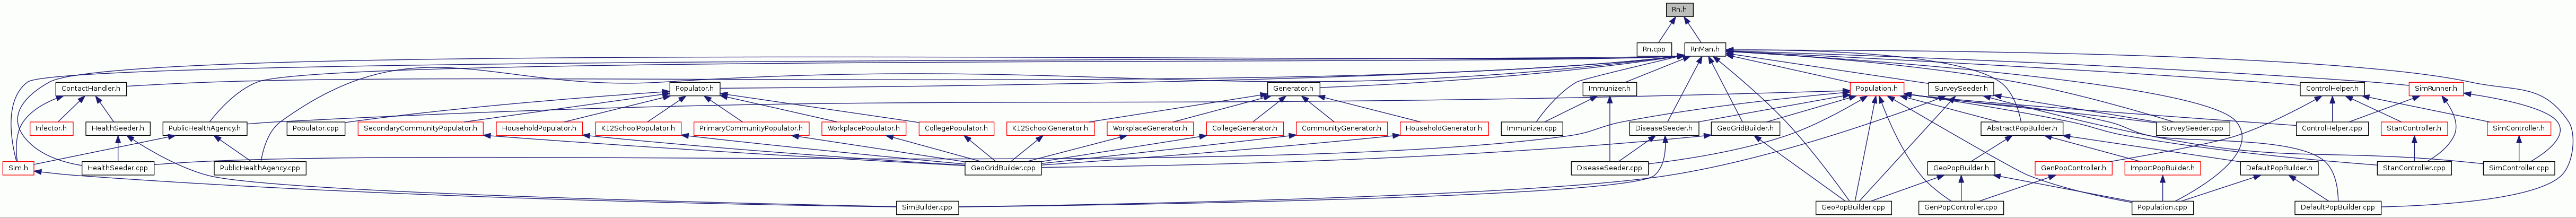 Rn.h
Rn.cpp
RnMan.h
ContactHandler.h
Populator.h
Generator.h
Immunizer.h
Population.h
SurveySeeder.h
ControlHelper.h
SimRunner.h
Infector.h
HealthSeeder.h
PublicHealthAgency.h
Populator.cpp
SecondaryCommunityPopulator.h
HouseholdPopulator.h
K12SchoolPopulator.h
PrimaryCommunityPopulator.h
WorkplacePopulator.h
CollegePopulator.h
K12SchoolGenerator.h
WorkplaceGenerator.h
CollegeGenerator.h
CommunityGenerator.h
HouseholdGenerator.h
Immunizer.cpp
DiseaseSeeder.h
GeoGridBuilder.h
AbstractPopBuilder.h
SurveySeeder.cpp
ControlHelper.cpp
StanController.h
SimController.h
Sim.h
HealthSeeder.cpp
PublicHealthAgency.cpp
GeoGridBuilder.cpp
DiseaseSeeder.cpp
GeoPopBuilder.h
GenPopController.h
ImportPopBuilder.h
DefaultPopBuilder.h
StanController.cpp
SimController.cpp
SimBuilder.cpp
GeoPopBuilder.cpp
GenPopController.cpp
Population.cpp
DefaultPopBuilder.cpp